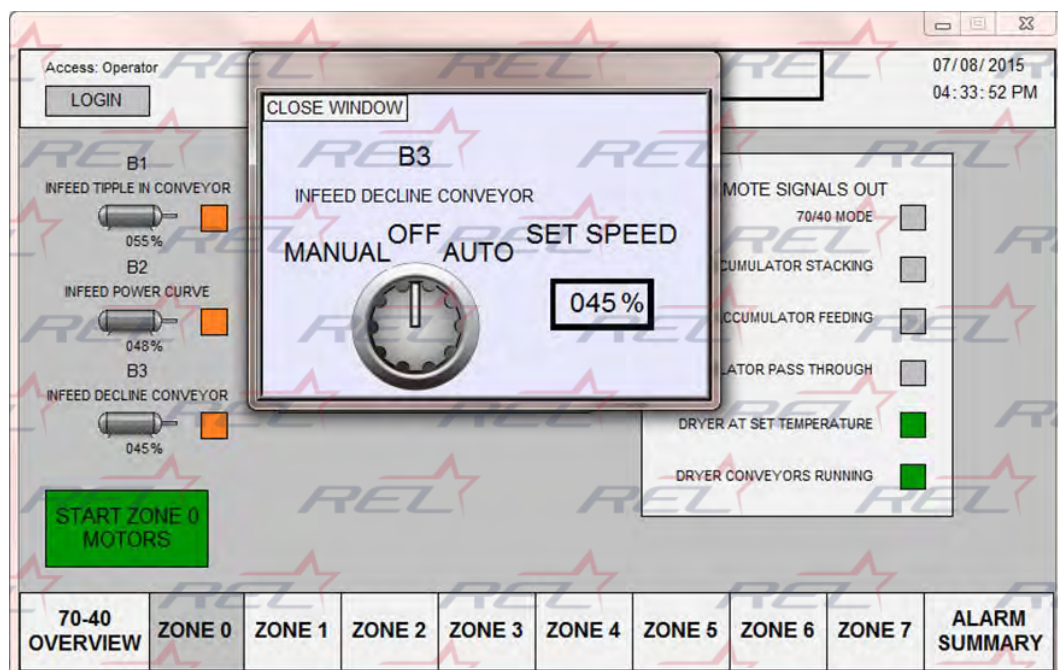 Access: Operator
LOGIN
07/08/2015
04:33:52 PM
CLOSE WINDOW
B3
INFEED DECLINE CONVEYOR
MANUAL OFF AUTO
SET SPEED
045%
B1
INFEED TIPPLE IN CONVEYOR
055%
B2
INFEED POWER CURVE
048%
B3
INFEED DECLINE CONVEYOR
045%
START ZONE 0
MOTORS
MOTE SIGNALS OUT
70/40 MODE
CUMULATOR STACKING
CCUMULATOR FEEDING
LATOR PASS THROUGH
DRYER AT SET TEMPERATURE
DRYER CONVEYORS RUNNING
70-40
OVERVIEW
ZONE 0
ZONE 1
ZONE 2
ZONE 3
ZONE 4
ZONE 5
ZONE 6
ZONE 7
ALARM
SUMMARY
REL